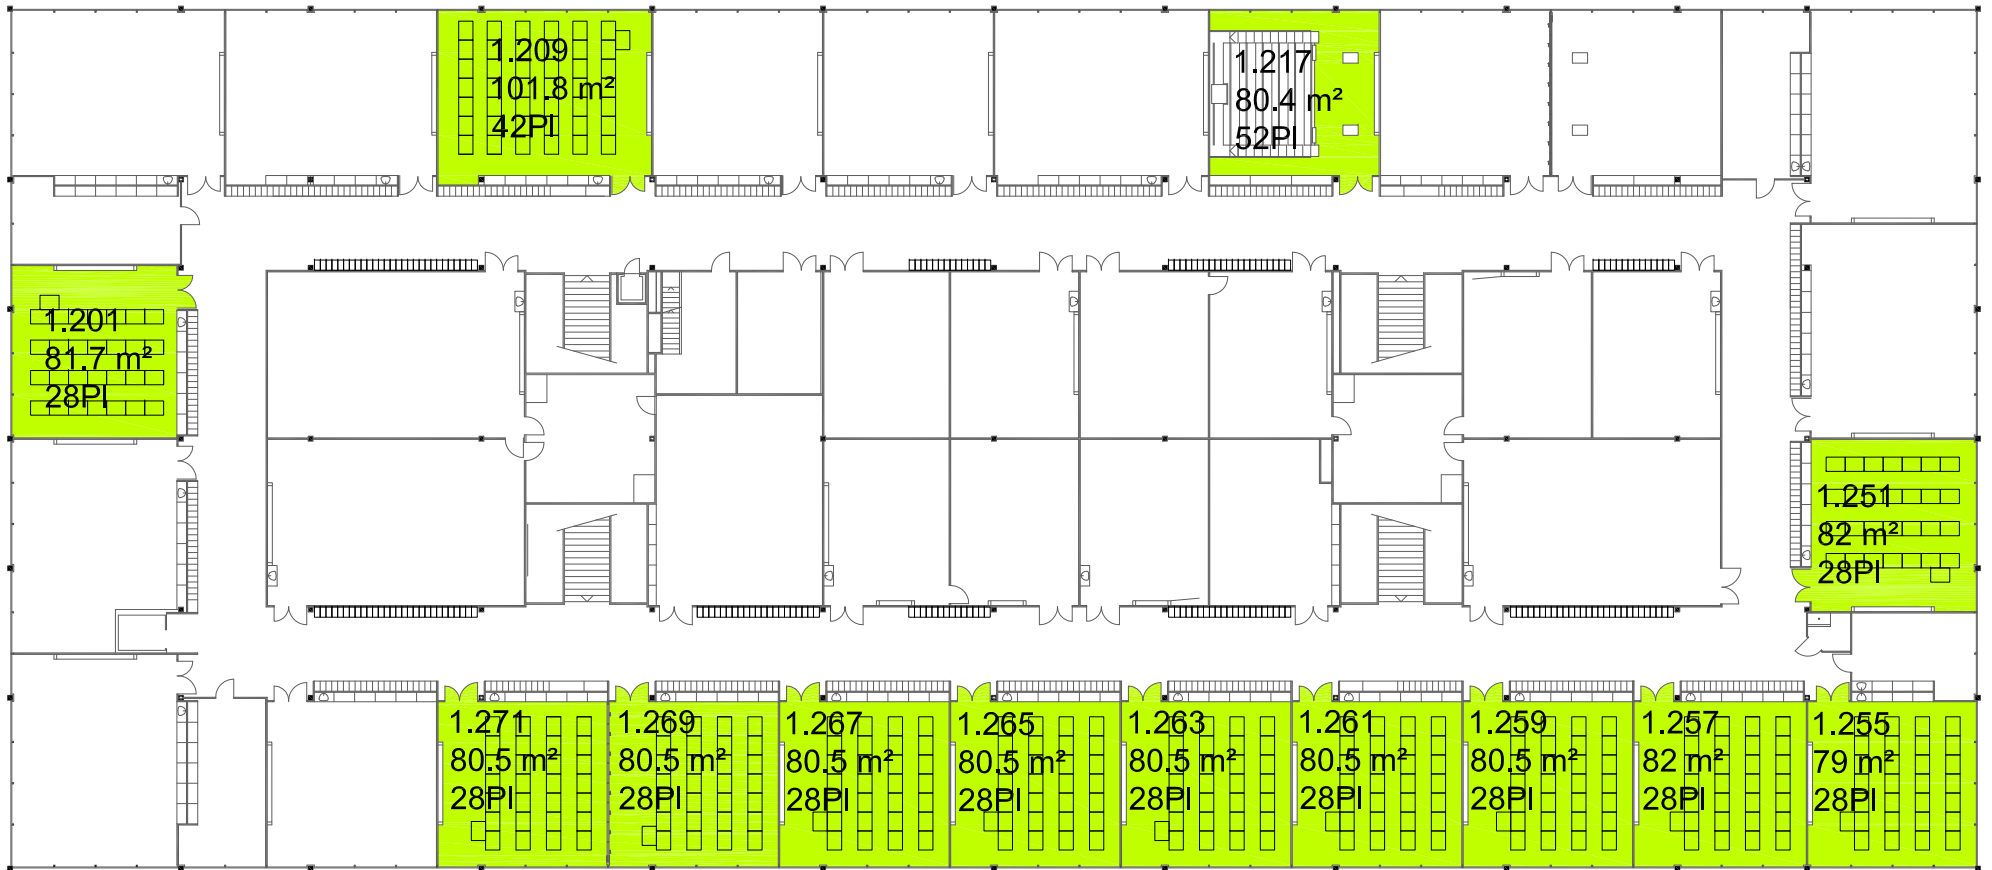 1.209
101.8 m²
42Pl
1.217
80.4 m²
52Pl
1.201
81.7 m²
28Pl
1.251
82 m²
28Pl
1.271
80.5 m²
28Pl
1.269
80.5 m²
28Pl
1.267
80.5 m²
28Pl
1.265
80.5 m²
28Pl
1.263
80.5 m²
28Pl
1.261
80.5 m²
28Pl
1.259
80.5 m²
28Pl
1.257
82 m²
28Pl
1.255
79 m²
28Pl